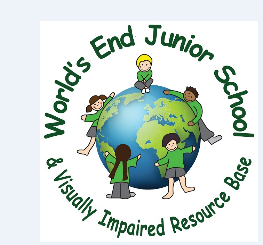 World's End Junior School
& Visually Impaired Resource Base